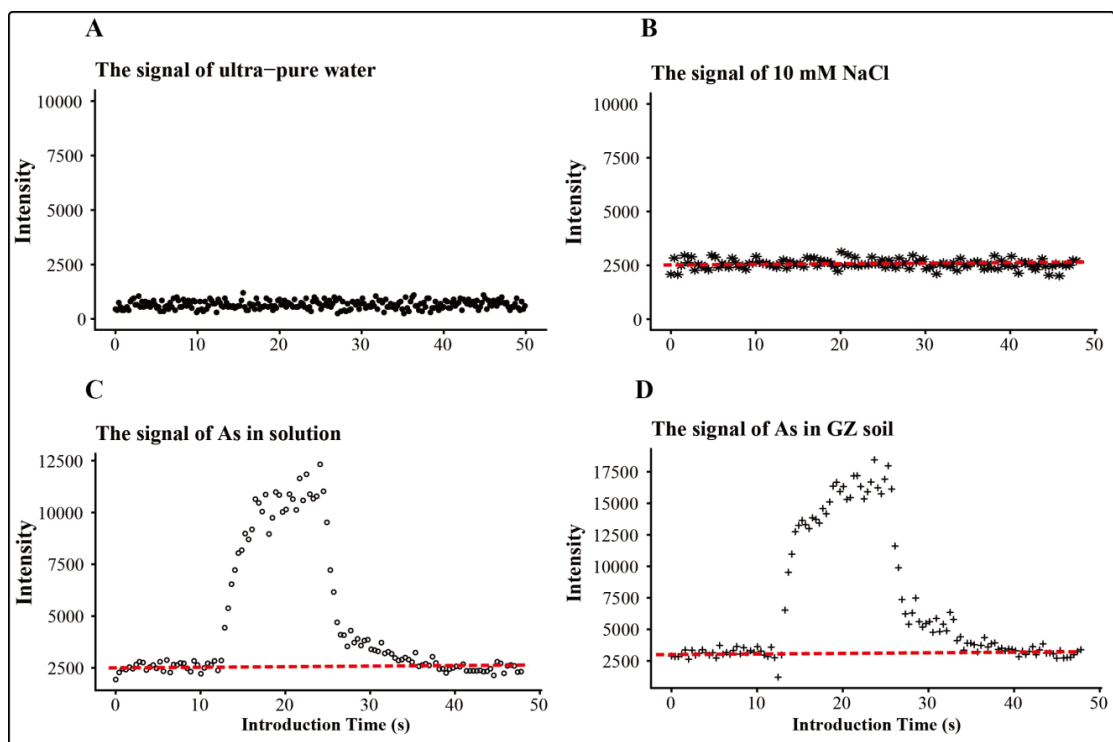 A
The signal of ultra−pure water
Intensity
10000
7500
5000
2500
0
0 10 20 30 40 50
B
The signal of 10 mM NaCl
Intensity
10000
7500
5000
2500
0
0 10 20 30 40 50
C
The signal of As in solution
Intensity
12500
10000
7500
5000
2500
0
0 10 20 30 40 50
Introduction Time (s)
D
The signal of As in GZ soil
Intensity
17500
15000
12500
10000
7500
5000
2500
0 10 20 30 40 50
Introduction Time (s)